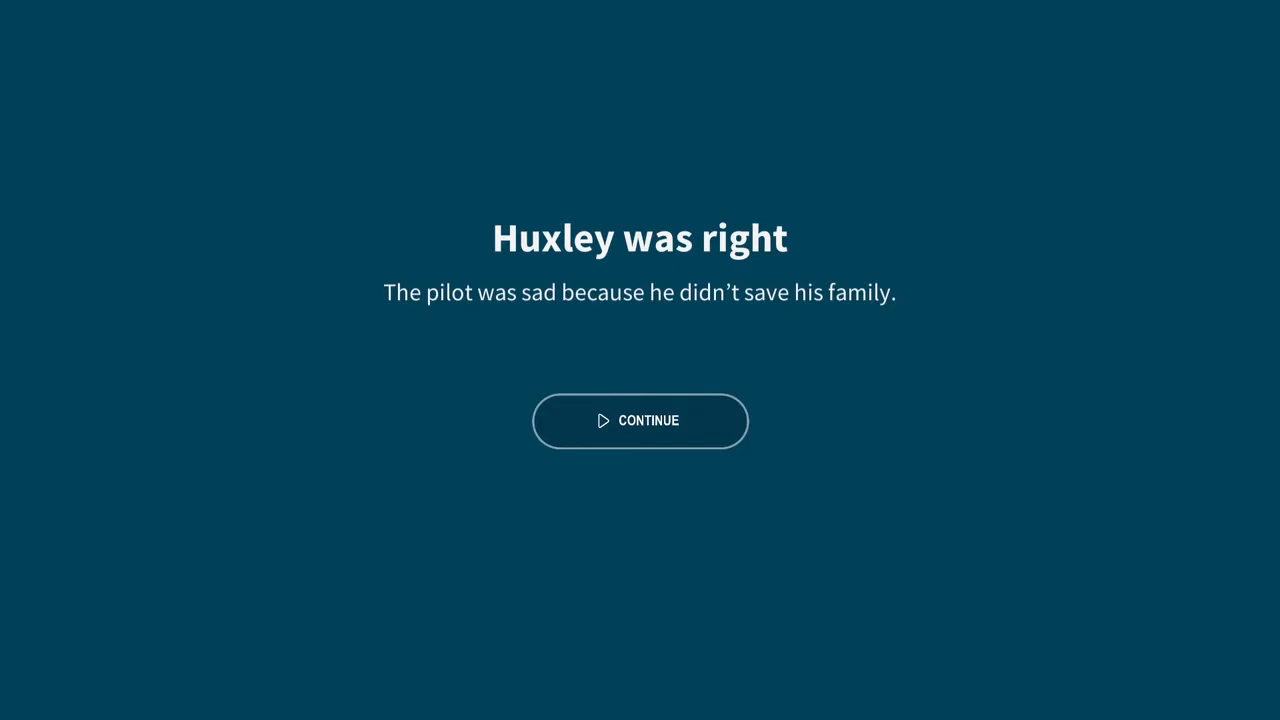 Huxley was right
The pilot was sad because he didn’t save his family.
CONTINUE